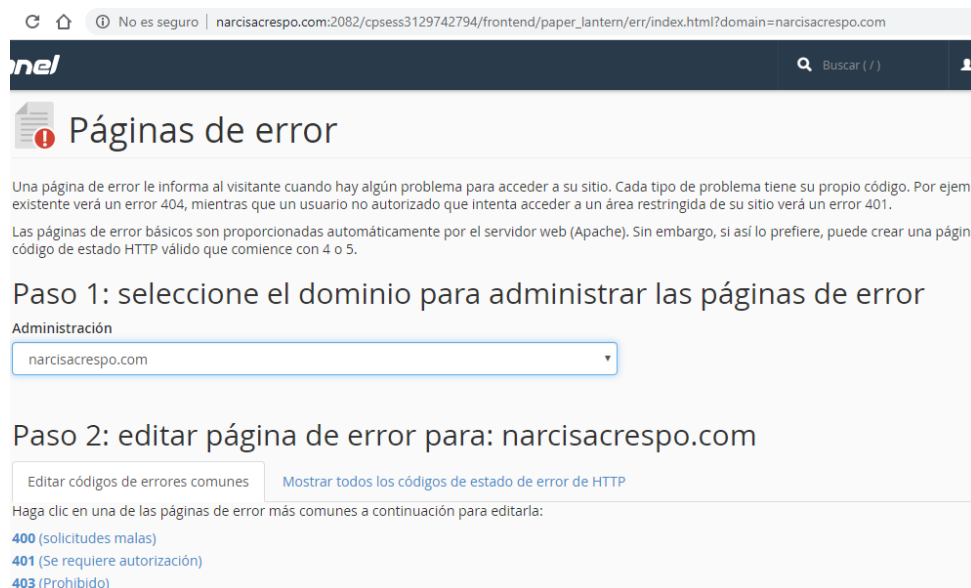 No es seguro | narcisacrespo.com:2082/cpsess3129742794/frontend/paper_lantern/err/index.html?domain=narcisacrespo.com
nel
Buscar ( / )
Páginas de error
Una página de error le informa al visitante cuando hay algún problema para acceder a su sitio. Cada tipo de problema tiene su propio código. Por ejem
existente verá un error 404, mientras que un usuario no autorizado que intenta acceder a un área restringida de su sitio verá un error 401.
Las páginas de error básicos son proporcionadas automáticamente por el servidor web (Apache). Sin embargo, si así lo prefiere, puede crear una págin
código de estado HTTP válido que comience con 4 o 5.
Paso 1: seleccione el dominio para administrar las páginas de error
Administración
narcisacrespo.com
Paso 2: editar página de error para: narcisacrespo.com
Editar códigos de errores comunes
Mostrar todos los códigos de estado de error de HTTP
Haga clic en una de las páginas de error más comunes a continuación para editarla:
400 (solicitudes malas)
401 (Se requiere autorización)
403 (Prohibido)